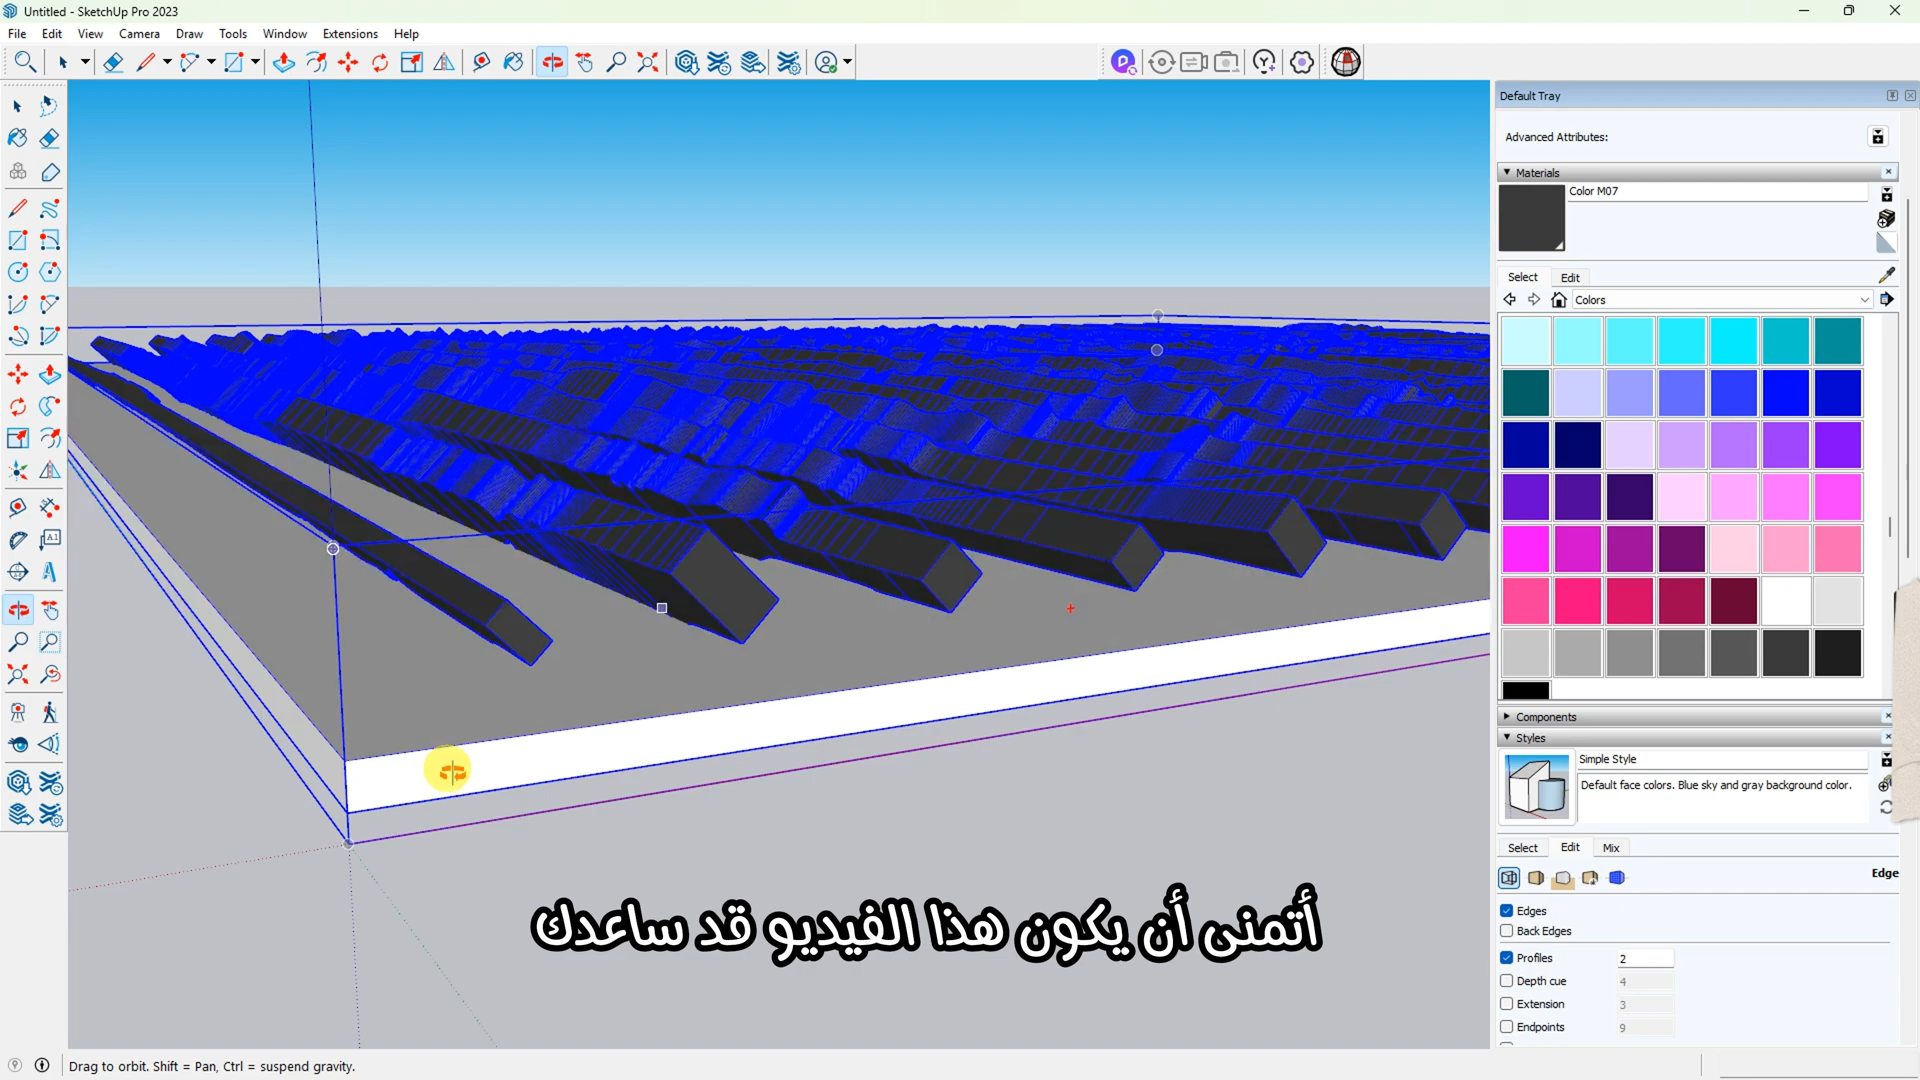 Untitled - SketchUp Pro 2023
File Edit View Camera Draw Tools Window Extensions Help
Default Tray
Advanced Attributes:
Materials
Color M07
Select Edit
Colors
Components
Styles
Simple Style
Default face colors. Blue sky and gray background color.
Select Edit Mix
Edge
Edges
Back Edges
Profiles 2
Depth cue 4
Extension 3
Endpoints 9
أتمنى أن يكون هذا الفيديو قد ساعدك
Drag to orbit. Shift = Pan, Ctrl = suspend gravity.